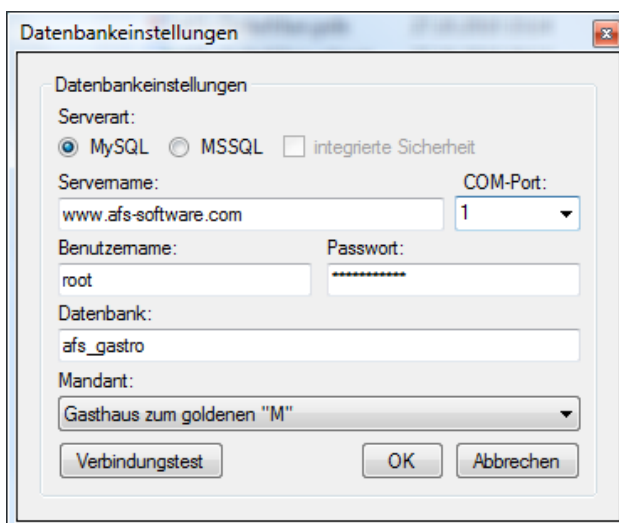 Datenbankeinstellungen
Datenbankeinstellungen
Serverart:
MySQL MSSQL integrierte Sicherheit
Servername: COM-Port:
www.afs-software.com 1
Benutzername: Passwort:
root ***********
Datenbank:
afs_gastro
Mandant:
Gasthaus zum goldenen "M"
Verbindungstest OK Abbrechen